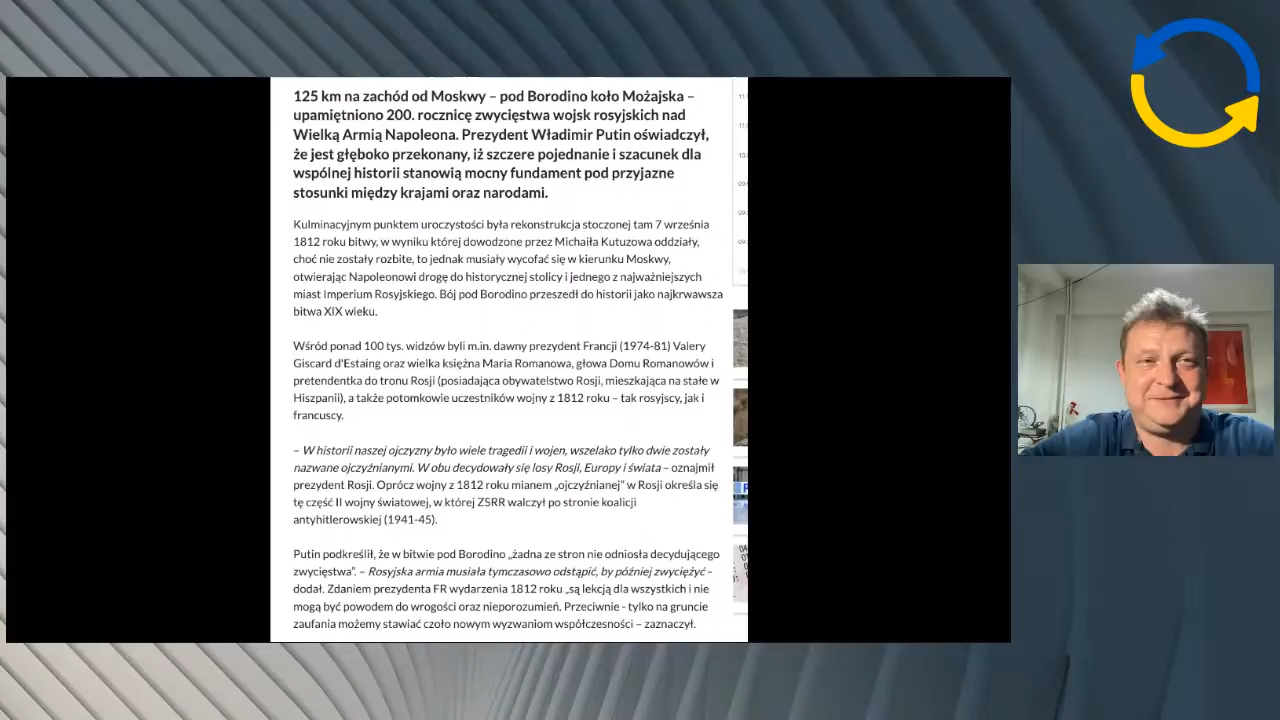 125 km na zachód od Moskwy – pod Borodino koło Możajska –
upamiętniono 200. rocznicę zwycięstwa wojsk rosyjskich nad
Wielką Armią Napoleona. Prezydent Władimir Putin oświadczył,
że jest głęboko przekonany, iż szczere pojednanie i szacunek dla
wspólnej historii stanowią mocny fundament pod przyjazne
stosunki między krajami oraz narodami.
Kulminacyjnym punktem uroczystości była rekonstrukcja stoczonej tam 7 września
1812 roku bitwy, w wyniku której dowodzone przez Michaiła Kutuzowa oddziały,
choć nie zostały rozbite, to jednak musiały wycofać się w kierunku Moskwy,
otwierając Napoleonowi drogę do historycznej stolicy i jednego z najważniejszych
miast Imperium Rosyjskiego. Bój pod Borodino przeszedł do historii jako najkrwawsza
bitwa XIX wieku.
Wśród ponad 100 tys. widzów byli m.in. dawny prezydent Francji (1974-81) Valery
Giscard d'Estaing oraz wielka księżna Maria Romanowa, głowa Domu Romanowów i
pretendentka do tronu Rosji (posiadająca obywatelstwo Rosji, mieszkająca na stałe w
Hiszpanii), a także potomkowie uczestników wojny z 1812 roku – tak rosyjscy, jak i
francuscy.
– W historii naszej ojczyzny było wiele tragedii i wojen, wszelako tylko dwie zostały
nazwane ojczyźnianymi. W obu decydowały się losy Rosji, Europy i świata – oznajmił
prezydent Rosji. Oprócz wojny z 1812 roku mianem „ojczyźnianej” w Rosji określa się
tę część II wojny światowej, w której ZSRR walczył po stronie koalicji
antyhitlerowskiej (1941-45).
Putin podkreślił, że w bitwie pod Borodino „żadna ze stron nie odniosła decydującego
zwycięstwa”. – Rosyjska armia musiała tymczasowo odstąpić, by później zwyciężyć –
dodał. Zdaniem prezydenta FR wydarzenia 1812 roku „są lekcją dla wszystkich i nie
mogą być powodem do wrogości oraz nieporozumień. Przeciwnie - tylko na gruncie
zaufania możemy stawiać czoło nowym wyzwaniom współczesności – zaznaczył.